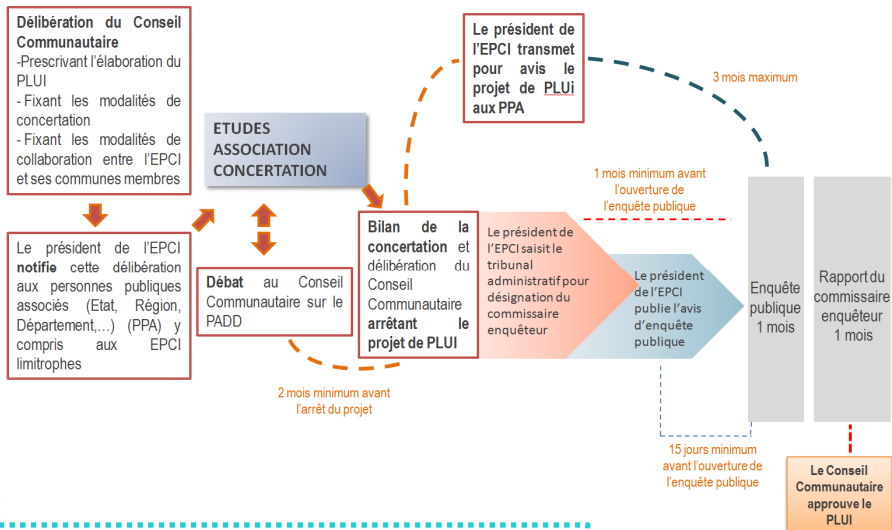 Délibération du Conseil
Communautaire
-Prescrivant l'élaboration du
PLUI
- Fixant les modalités de
concertation
- Fixant les modalités de
collaboration entre l'EPCI
et ses communes membres
Le président de l'EPCI
notifie cette délibération
aux personnes publiques
associés (Etat, Région,
Département,…) (PPA) y
compris aux EPCI
limitrophes
ETUDES
ASSOCIATION
CONCERTATION
Débat au Conseil
Communautaire sur le
PADD
2 mois minimum avant
l'arrêt du projet
Bilan de la
concertation et
délibération du
Conseil
Communautaire
arrêtant le
projet de PLUI
Le président de
l'EPCI transmet
pour avis le
projet de PLUi
aux PPA
3 mois maximum
1 mois minimum avant
l'ouverture de
l'enquête publique
Le président de
l'EPCI saisit le
tribunal
administratif pour
désignation du
commissaire
enquêteur
Le président
de l'EPCI
publie l'avis
d'enquête
publique
15 jours minimum
avant l'ouverture de
l'enquête publique
Enquête
publique
1 mois
Rapport du
commissaire
enquêteur
1 mois
Le Conseil
Communautaire
approuve le
PLUI